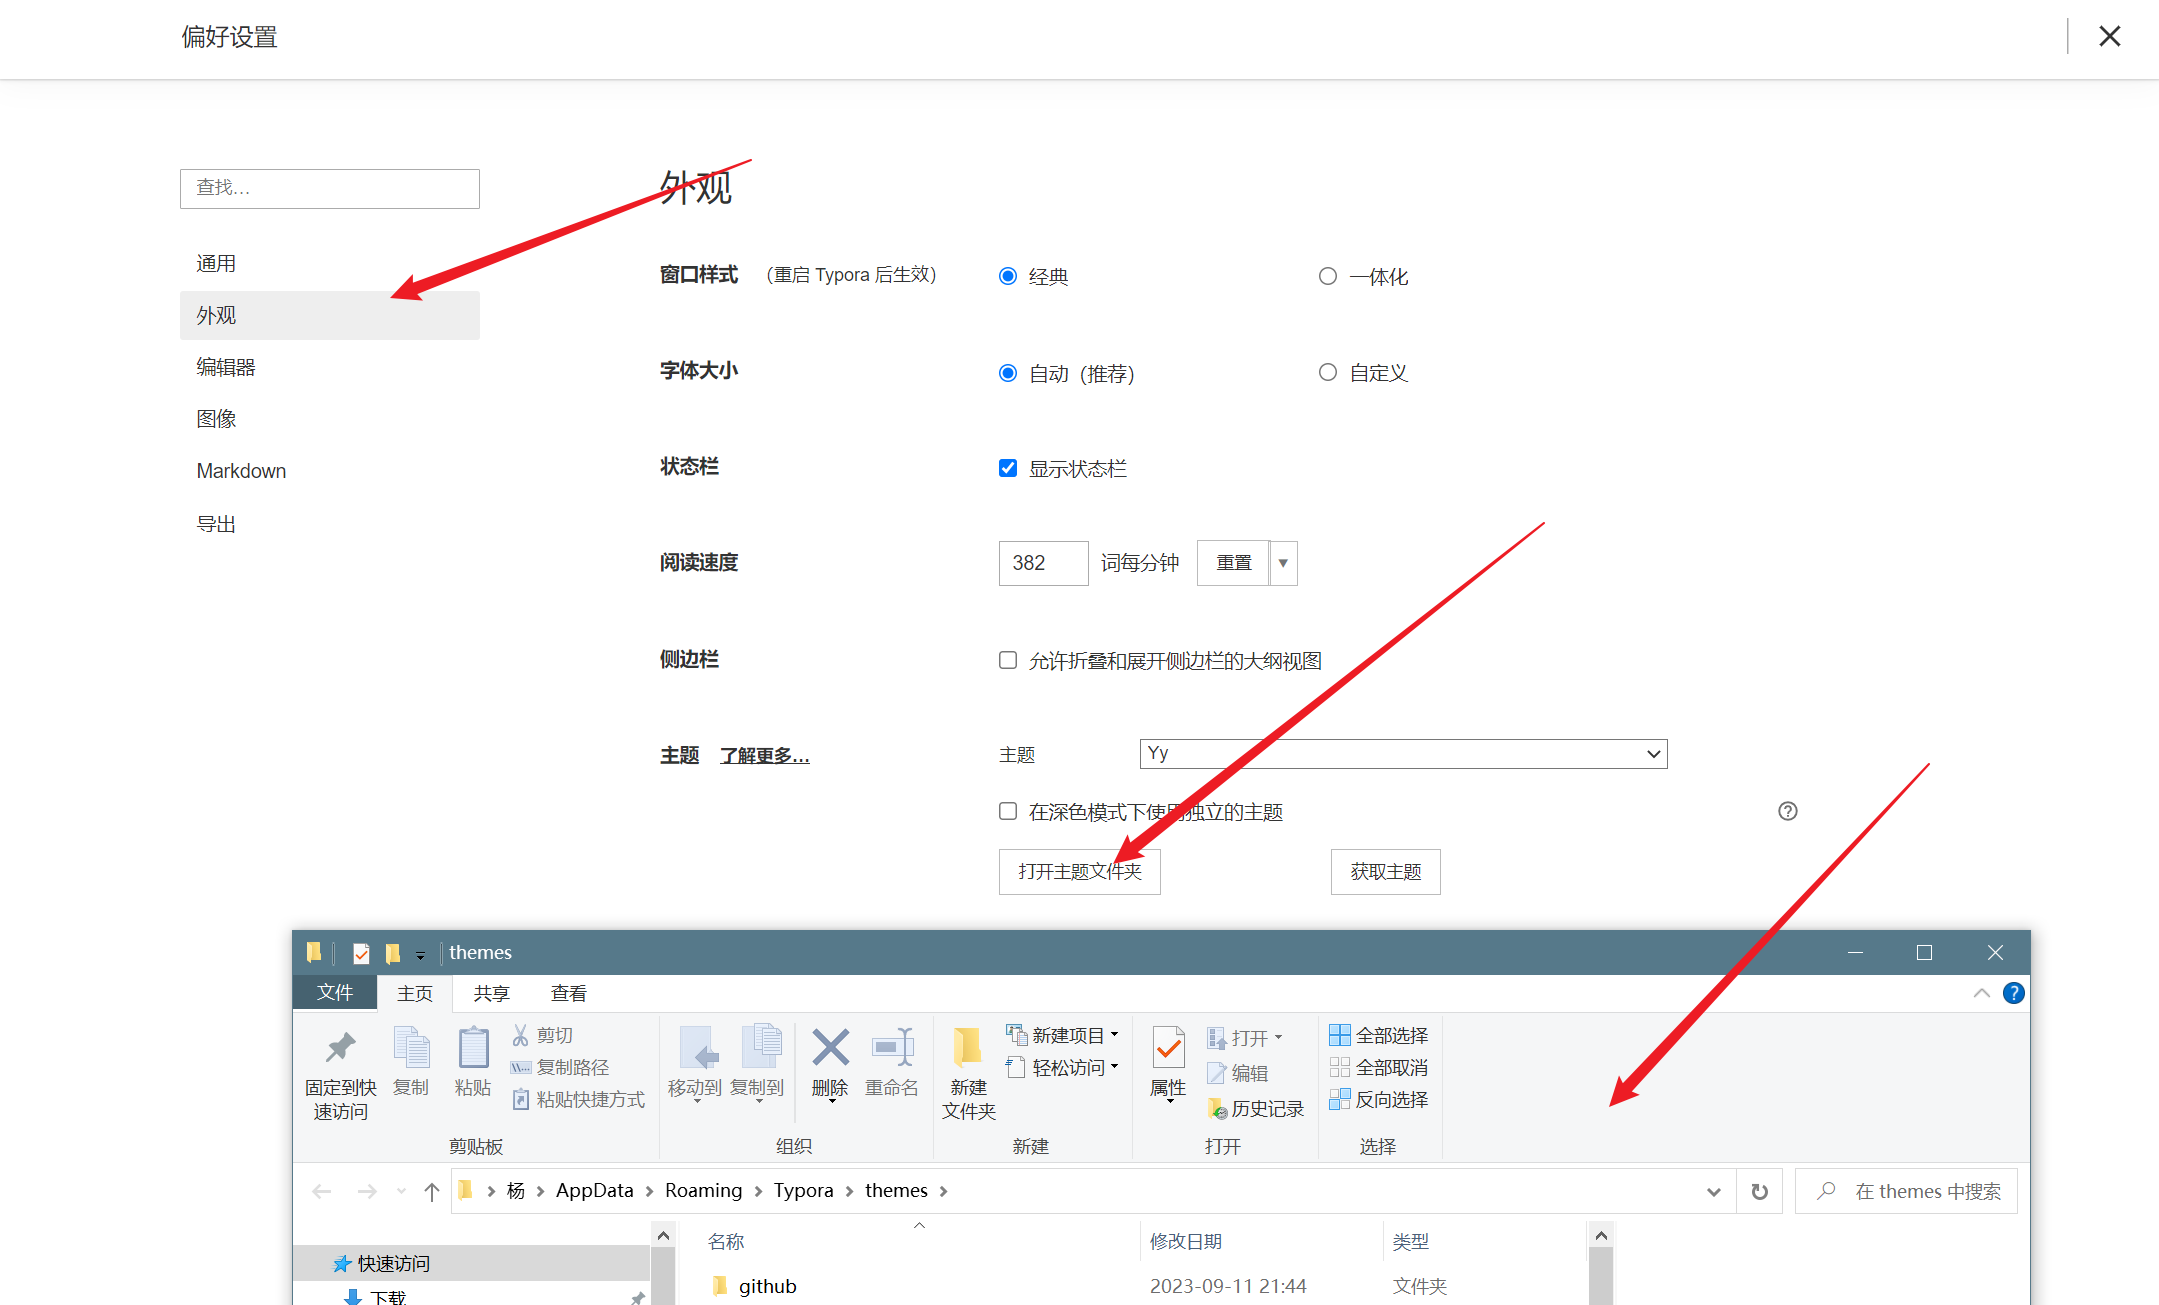 偏好设置
查找...
通用
外观
编辑器
图像
Markdown
导出
外观
窗口样式 （重启 Typora 后生效） 经典 一体化
字体大小 自动（推荐） 自定义
状态栏 显示状态栏
阅读速度 382 词每分钟 重置
侧边栏 允许折叠和展开侧边栏的大纲视图
主题 了解更多... 主题 Yy
在深色模式下使用独立的主题
打开主题文件夹 获取主题
themes
文件 主页 共享 查看
固定到快速访问
复制
粘贴
剪切
复制路径
粘贴快捷方式
剪贴板
移动到
复制到
删除
重命名
组织
新建
文件夹
新建项目
轻松访问
新建
属性
打开
编辑
历史记录
打开
全部选择
全部取消
反向选择
选择
杨 AppData Roaming Typora themes
在 themes 中搜索
名称 修改日期 类型
快速访问
下载
github 2023-09-11 21:44 文件夹